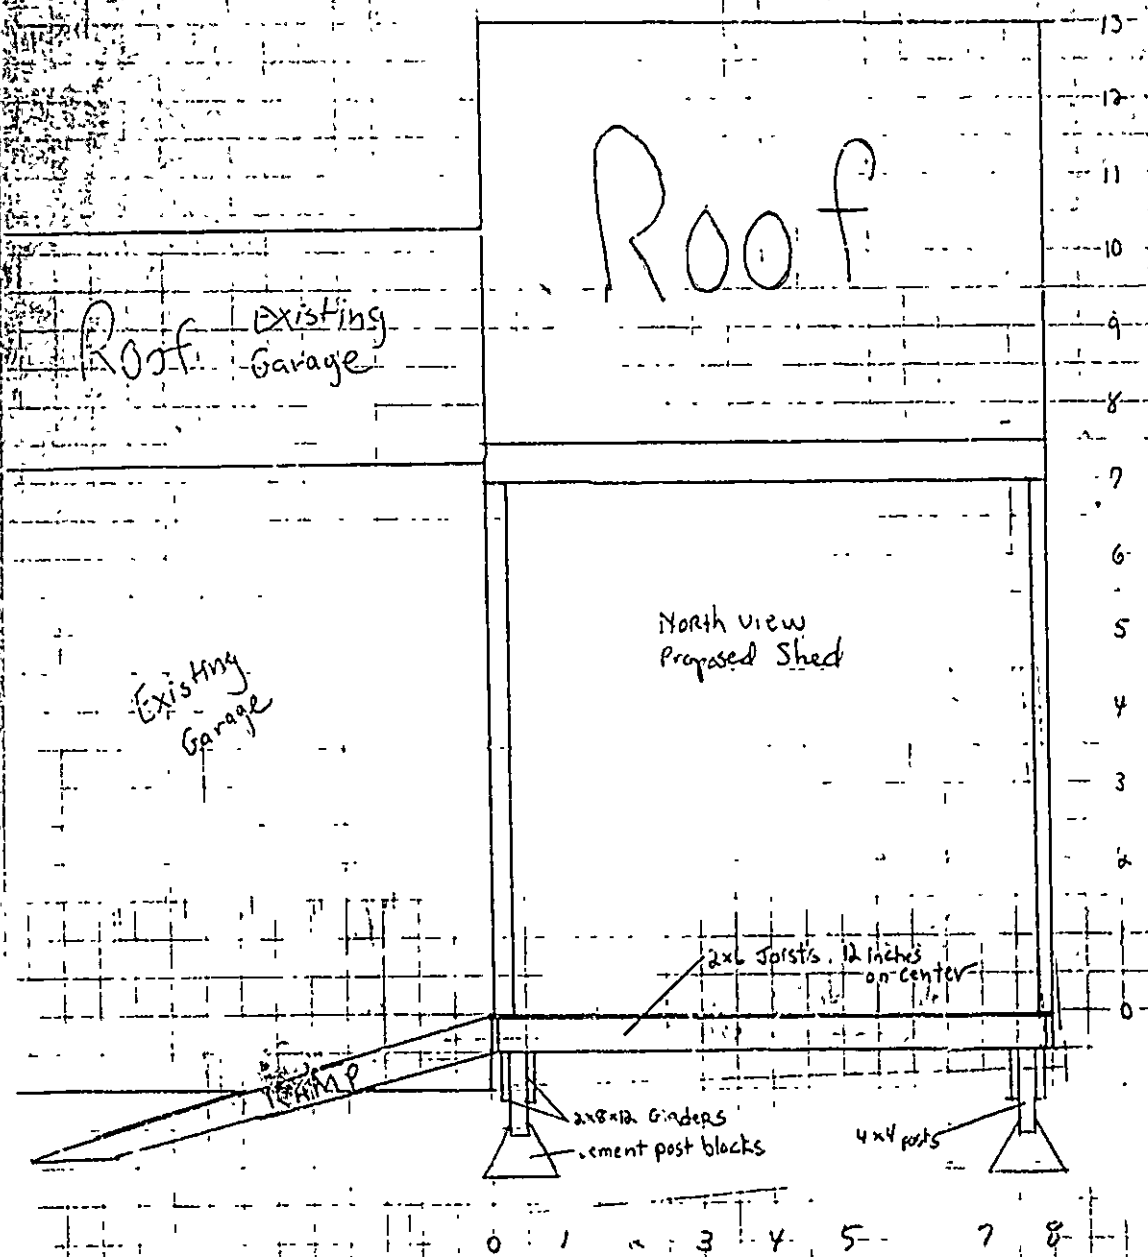 13
12
Roof
11
10
Roof Existing
Garage
9
8
7
6
North view
Proposed Shed
5
Existing
Garage
4
3
2
2x6 Joists. 12 inches
on center
0
RAMP
2x8x12 Girders
4x4 posts
.ement post blocks
0 1 3 4 5 7 8